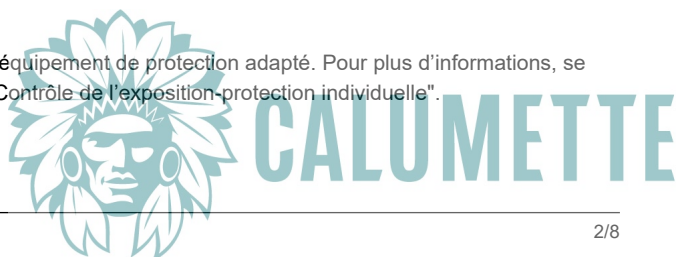 équipement de protection adapté. Pour plus d'informations, se
Contrôle de l'exposition-protection individuelle".
CALUMETTE
2/8